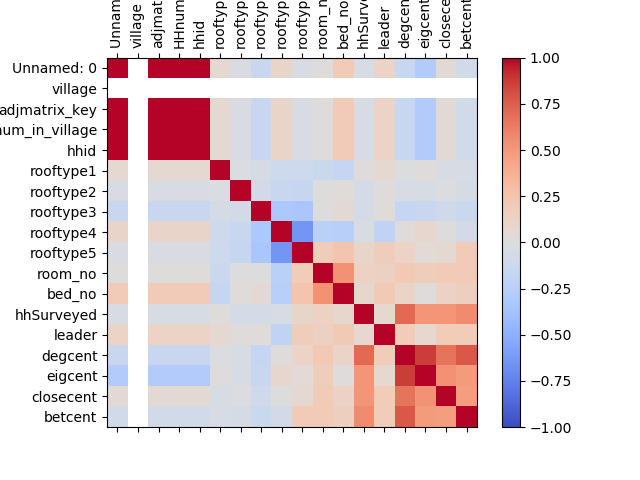 Unnam
village
adjmat
HHnum
hhid
rooftyp
rooftyp
rooftyp
rooftyp
rooftyp
room_n
bed_no
hhSurve
leader
degcent
eigcent
closece
betcent
Unnamed: 0
village
adjmatrix_key
num_in_village
hhid
rooftype1
rooftype2
rooftype3
rooftype4
rooftype5
room_no
bed_no
hhSurveyed
leader
degcent
eigcent
closecent
betcent
1.00
0.75
0.50
0.25
0.00
−0.25
−0.50
−0.75
−1.00